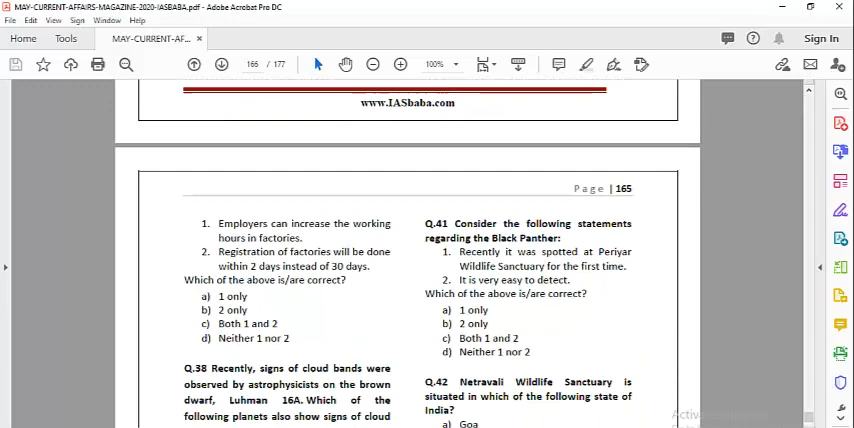 MAY-CURRENT-AFFAIRS-MAGAZINE-2020-IASBABA.pdf - Adobe Acrobat Pro DC
File Edit View Sign Window Help
Home Tools MAY-CURRENT-AF... × Sign In
166 / 177 100%
www.IASbaba.com
Page | 165
1. Employers can increase the working
hours in factories.
2. Registration of factories will be done
within 2 days instead of 30 days.
Which of the above is/are correct?
a) 1 only
b) 2 only
c) Both 1 and 2
d) Neither 1 nor 2
Q.38 Recently, signs of cloud bands were
observed by astrophysicists on the brown
dwarf, Luhman 16A. Which of the
following planets also show signs of cloud
Q.41 Consider the following statements
regarding the Black Panther:
1. Recently it was spotted at Periyar
Wildlife Sanctuary for the first time.
2. It is very easy to detect.
Which of the above is/are correct?
a) 1 only
b) 2 only
c) Both 1 and 2
d) Neither 1 nor 2
Q.42 Netravali Wildlife Sanctuary is
situated in which of the following state of
India?
a) Goa